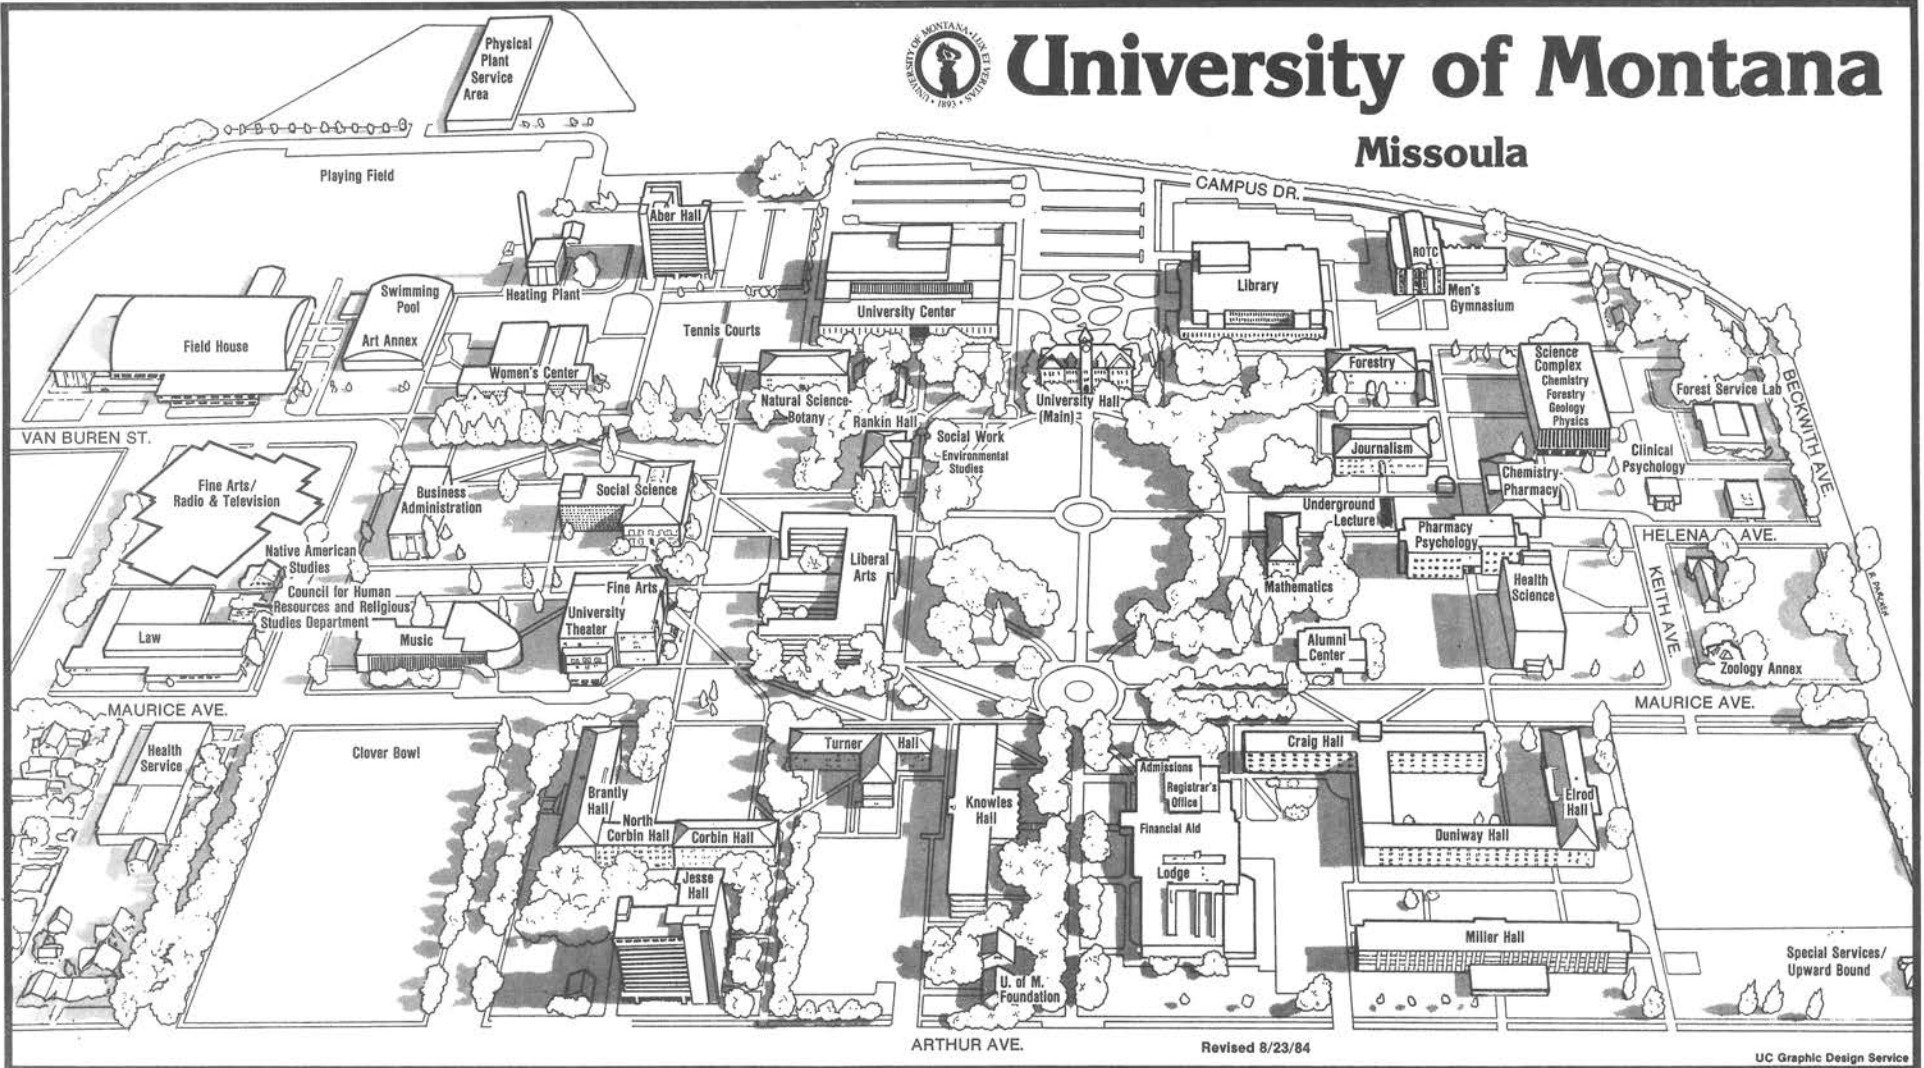 UNIVERSITY OF MONTANA • LUX ET VERITAS • 1893 •
University of Montana
Missoula
Physical
Plant
Service
Area
Playing Field
CAMPUS DR.
Aber Hall
ROTC
Men's
Gymnasium
Library
Heating Plant
Swimming
Pool
Art Annex
University Center
Tennis Courts
Field House
Women's Center
Forestry
Science
Complex
Chemistry
Forestry
Geology
Physics
Forest Service Lab
BECKWITH AVE.
Natural Science-
Botany
Rankin Hall
University Hall
(Main)
VAN BUREN ST.
Social Work
Environmental
Studies
Journalism
Clinical
Psychology
Chemistry-
Pharmacy
Fine Arts/
Radio & Television
Business
Administration
Social Science
Underground
Lecture
Pharmacy
Psychology
HELENA AVE.
Native American
Studies
Council for Human
Resources and Religious
Studies Department
Liberal
Arts
Fine Arts
University
Theater
Mathematics
Health
Science
KEITH AVE.
R. PARCHEN
Law
Music
Alumni
Center
Zoology Annex
MAURICE AVE.
MAURICE AVE.
Health
Service
Clover Bowl
Turner Hall
Craig Hall
Admissions
Registrar's
Office
Brantly
Hall
North
Corbin Hall
Corbin Hall
Knowles
Hall
Financial Aid
Elrod
Hall
Duniway Hall
Jesse
Hall
Lodge
Miller Hall
Special Services/
Upward Bound
U. of M.
Foundation
ARTHUR AVE.
Revised 8/23/84
UC Graphic Design Service